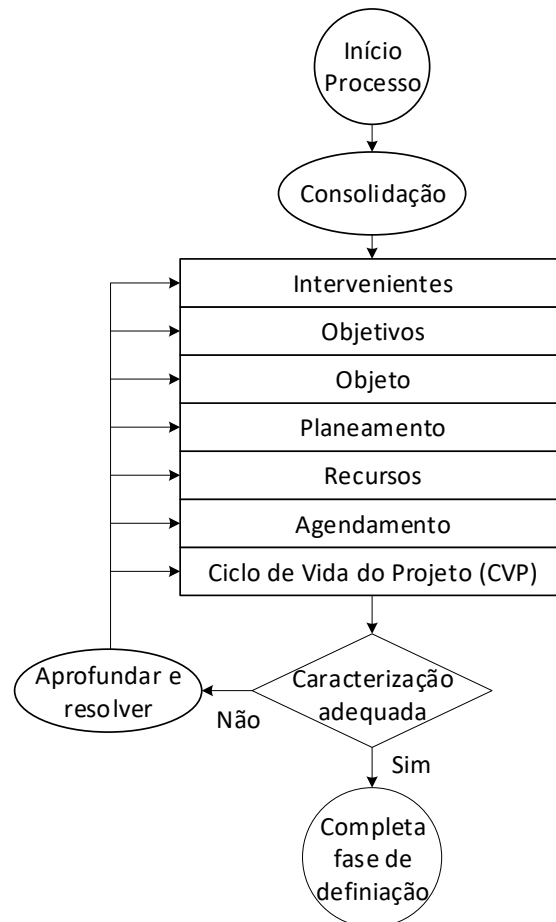 Início
Processo
Consolidação
Intervenientes
Objetivos
Objeto
Planeamento
Recursos
Agendamento
Ciclo de Vida do Projeto (CVP)
Caracterização
adequada
Aprofundar e
resolver
Não
Sim
Completa
fase de
definiação